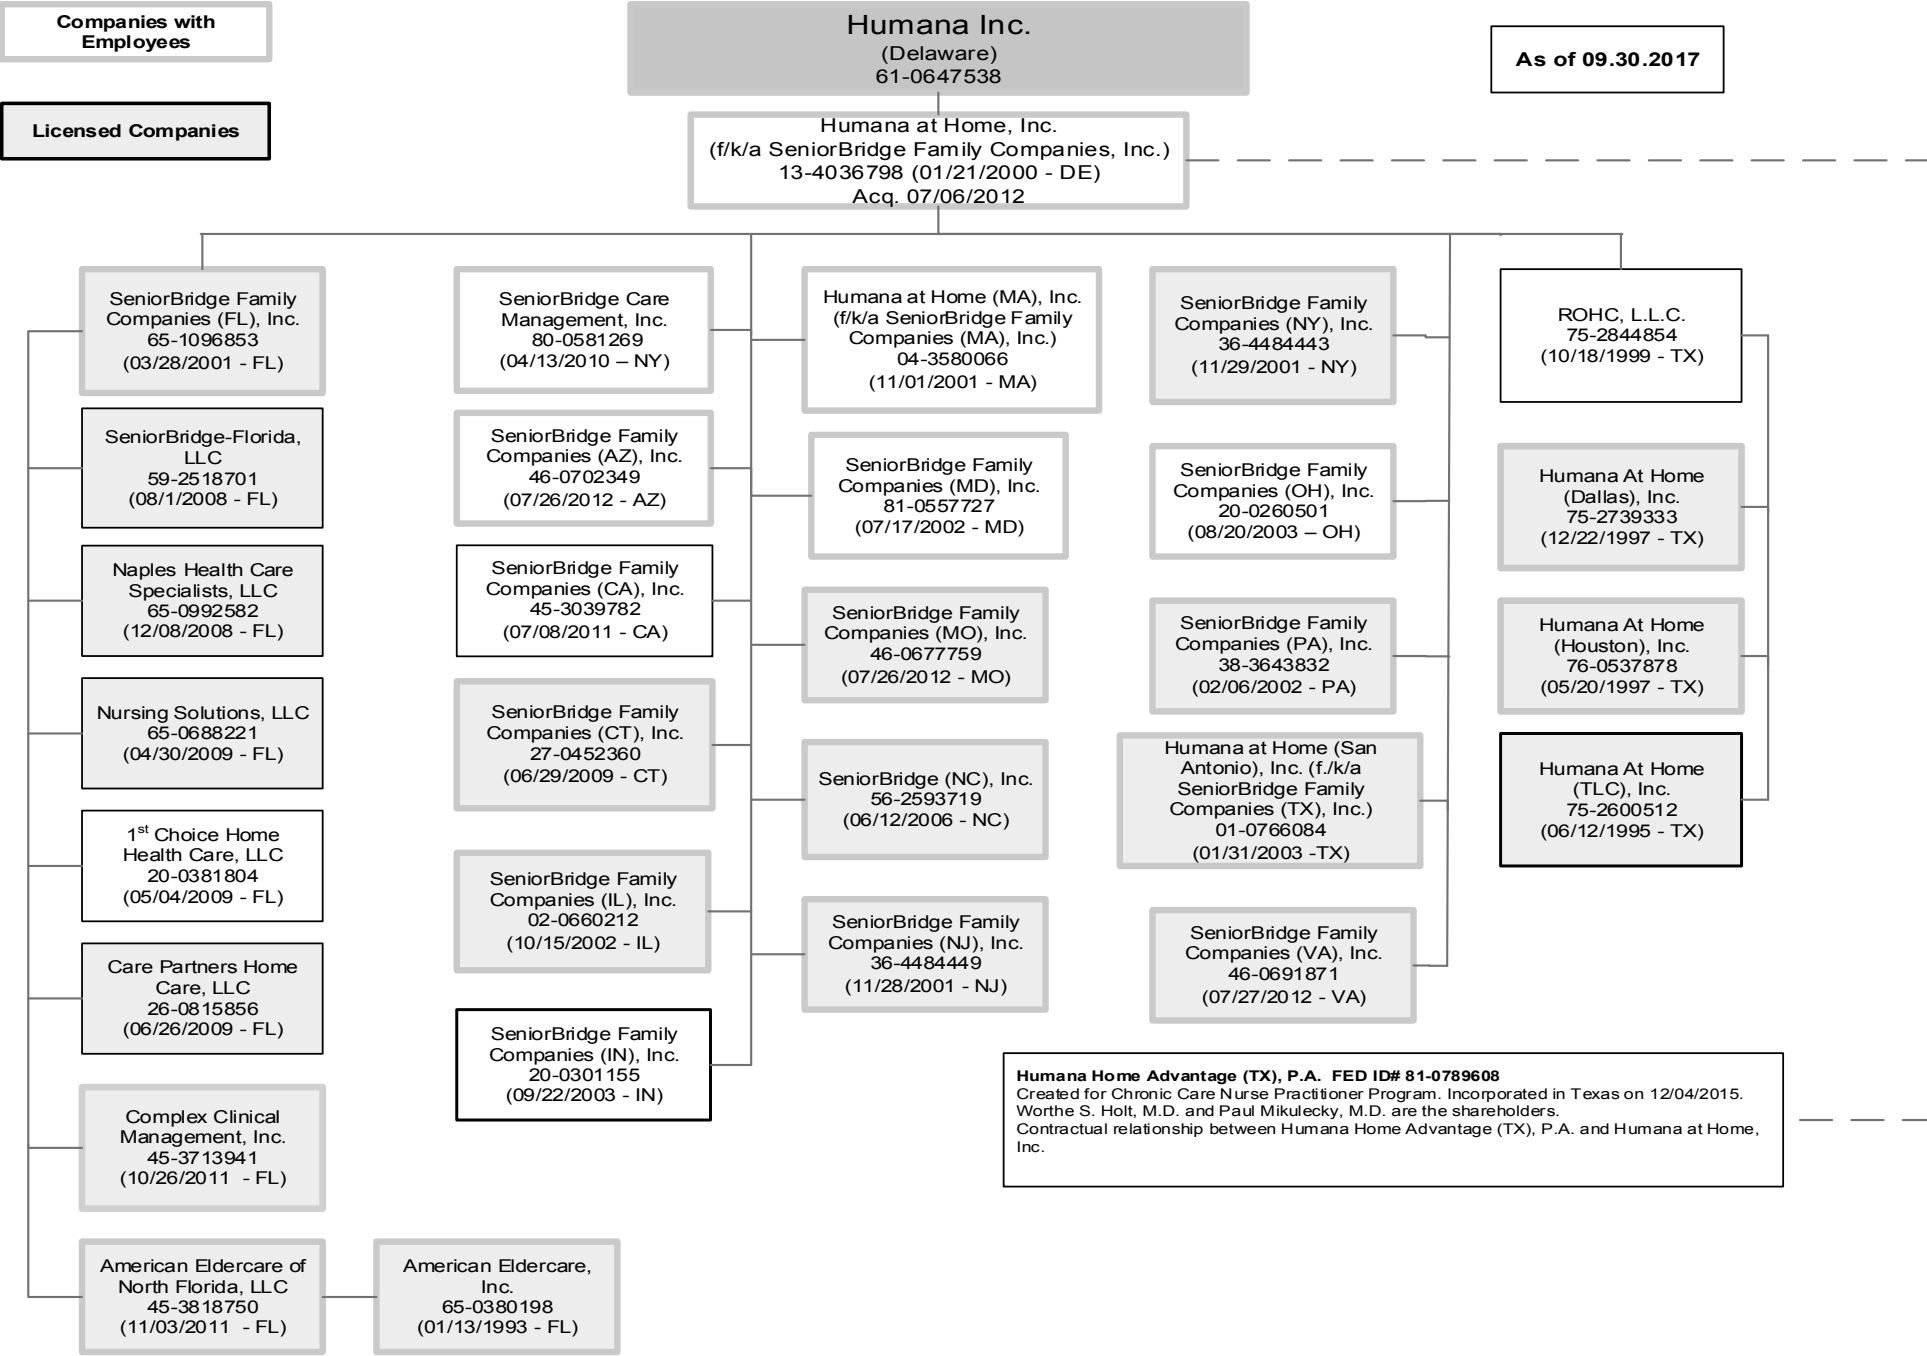 Companies with
Employees
Licensed Companies
Humana Inc.
(Delaware)
61-0647538
As of 09.30.2017
Humana at Home, Inc.
(f/k/a SeniorBridge Family Companies, Inc.)
13-4036798 (01/21/2000 - DE)
Acq. 07/06/2012
SeniorBridge Family
Companies (FL), Inc.
65-1096853
(03/28/2001 - FL)
SeniorBridge-Florida,
LLC
59-2518701
(08/1/2008 - FL)
Naples Health Care
Specialists, LLC
65-0992582
(12/08/2008 - FL)
Nursing Solutions, LLC
65-0688221
(04/30/2009 - FL)
1st Choice Home
Health Care, LLC
20-0381804
(05/04/2009 - FL)
Care Partners Home
Care, LLC
26-0815856
(06/26/2009 - FL)
Complex Clinical
Management, Inc.
45-3713941
(10/26/2011 - FL)
American Eldercare of
North Florida, LLC
45-3818750
(11/03/2011 - FL)
American Eldercare,
Inc.
65-0380198
(01/13/1993 - FL)
SeniorBridge Care
Management, Inc.
80-0581269
(04/13/2010 – NY)
SeniorBridge Family
Companies (AZ), Inc.
46-0702349
(07/26/2012 - AZ)
SeniorBridge Family
Companies (CA), Inc.
45-3039782
(07/08/2011 - CA)
SeniorBridge Family
Companies (CT), Inc.
27-0452360
(06/29/2009 - CT)
SeniorBridge Family
Companies (IL), Inc.
02-0660212
(10/15/2002 - IL)
SeniorBridge Family
Companies (IN), Inc.
20-0301155
(09/22/2003 - IN)
Humana at Home (MA), Inc.
(f/k/a SeniorBridge Family
Companies (MA), Inc.)
04-3580066
(11/01/2001 - MA)
SeniorBridge Family
Companies (MD), Inc.
81-0557727
(07/17/2002 - MD)
SeniorBridge Family
Companies (MO), Inc.
46-0677759
(07/26/2012 - MO)
SeniorBridge (NC), Inc.
56-2593719
(06/12/2006 - NC)
SeniorBridge Family
Companies (NJ), Inc.
36-4484449
(11/28/2001 - NJ)
SeniorBridge Family
Companies (NY), Inc.
36-4484443
(11/29/2001 - NY)
SeniorBridge Family
Companies (OH), Inc.
20-0260501
(08/20/2003 – OH)
SeniorBridge Family
Companies (PA), Inc.
38-3643832
(02/06/2002 - PA)
Humana at Home (San
Antonio), Inc. (f./k/a
SeniorBridge Family
Companies (TX), Inc.)
01-0766084
(01/31/2003 -TX)
SeniorBridge Family
Companies (VA), Inc.
46-0691871
(07/27/2012 - VA)
ROHC, L.L.C.
75-2844854
(10/18/1999 - TX)
Humana At Home
(Dallas), Inc.
75-2739333
(12/22/1997 - TX)
Humana At Home
(Houston), Inc.
76-0537878
(05/20/1997 - TX)
Humana At Home
(TLC), Inc.
75-2600512
(06/12/1995 - TX)
Humana Home Advantage (TX), P.A. FED ID# 81-0789608
Created for Chronic Care Nurse Practitioner Program. Incorporated in Texas on 12/04/2015.
Worthe S. Holt, M.D. and Paul Mikulecky, M.D. are the shareholders.
Contractual relationship between Humana Home Advantage (TX), P.A. and Humana at Home,
Inc.